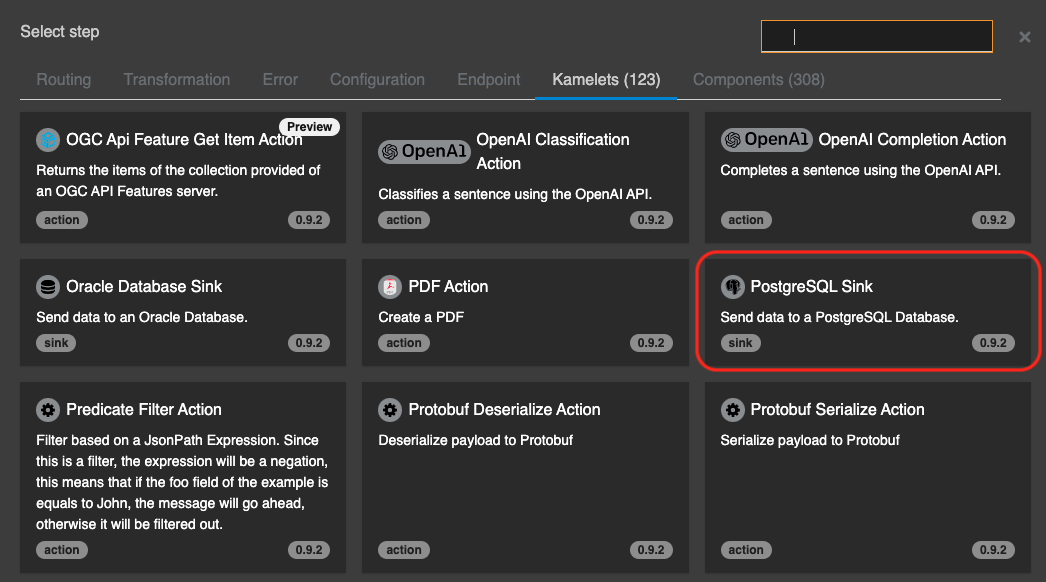 Select step
Routing
Transformation
Error
Configuration
Endpoint
Kamelets (123)
Components (308)
OGC Api Feature Get Item Action
Preview
Returns the items of the collection provided of
an OGC API Features server.
action
0.9.2
OpenAI
OpenAI Classification
Action
Classifies a sentence using the OpenAI API.
action
0.9.2
OpenAI
OpenAI Completion Action
Completes a sentence using the OpenAI API.
action
0.9.2
Oracle Database Sink
Send data to an Oracle Database.
sink
0.9.2
PDF Action
Create a PDF
action
0.9.2
PostgreSQL Sink
Send data to a PostgreSQL Database.
sink
0.9.2
Predicate Filter Action
Filter based on a JsonPath Expression. Since
this is a filter, the expression will be a negation,
this means that if the foo field of the example is
equals to John, the message will go ahead,
otherwise it will be filtered out.
action
0.9.2
Protobuf Deserialize Action
Deserialize payload to Protobuf
action
0.9.2
Protobuf Serialize Action
Serialize payload to Protobuf
action
0.9.2